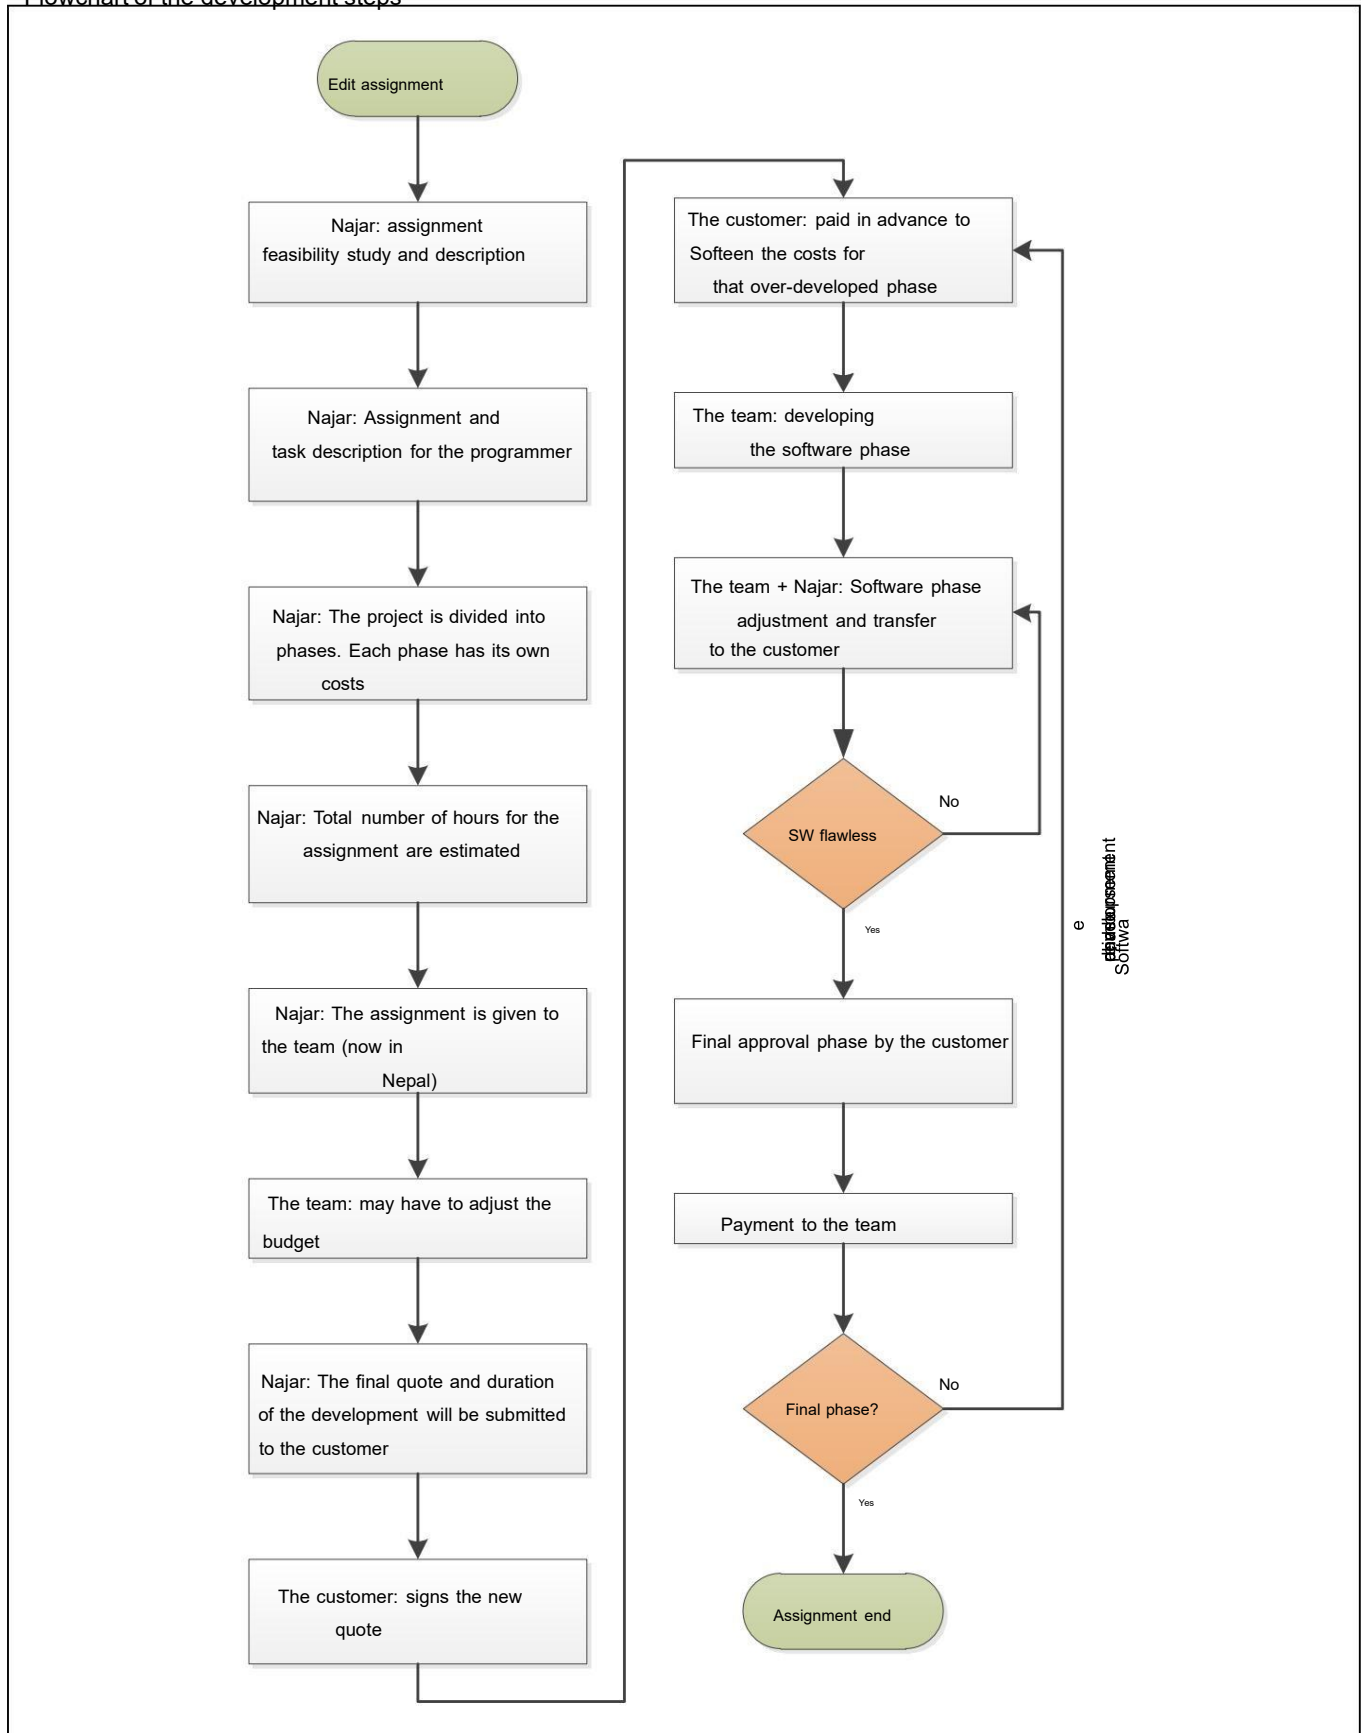 Flowchart of the development steps
Edit assignment
Najar: assignment
feasibility study and description
Najar: Assignment and
task description for the programmer
Najar: The project is divided into
phases. Each phase has its own
costs
Najar: Total number of hours for the
assignment are estimated
Najar: The assignment is given to
the team (now in
Nepal)
The team: may have to adjust the
budget
Najar: The final quote and duration
of the development will be submitted
to the customer
The customer: signs the new
quote
The customer: paid in advance to
Softeen the costs for
that over-developed phase
The team: developing
the software phase
The team + Najar: Software phase
adjustment and transfer
to the customer
SW flawless
No
Yes
Final approval phase by the customer
Payment to the team
Final phase?
No
Yes
Assignment end
e
Softwa